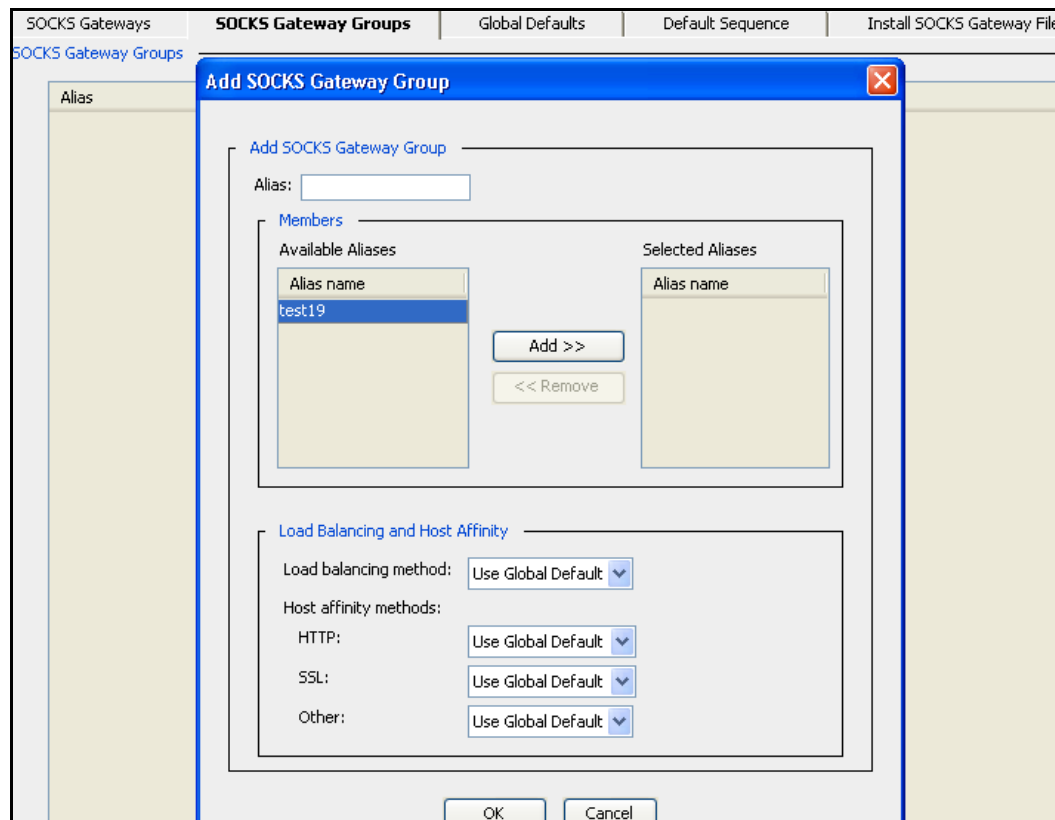 SOCKS Gateways SOCKS Gateway Groups Global Defaults Default Sequence Install SOCKS Gateway File
SOCKS Gateway Groups
Add SOCKS Gateway Group
Alias
Add SOCKS Gateway Group
Alias:
Members
Available Aliases Selected Aliases
Alias name Alias name
test19
Add >>
<< Remove
Load Balancing and Host Affinity
Load balancing method: Use Global Default
Host affinity methods:
HTTP: Use Global Default
SSL: Use Global Default
Other: Use Global Default
OK Cancel